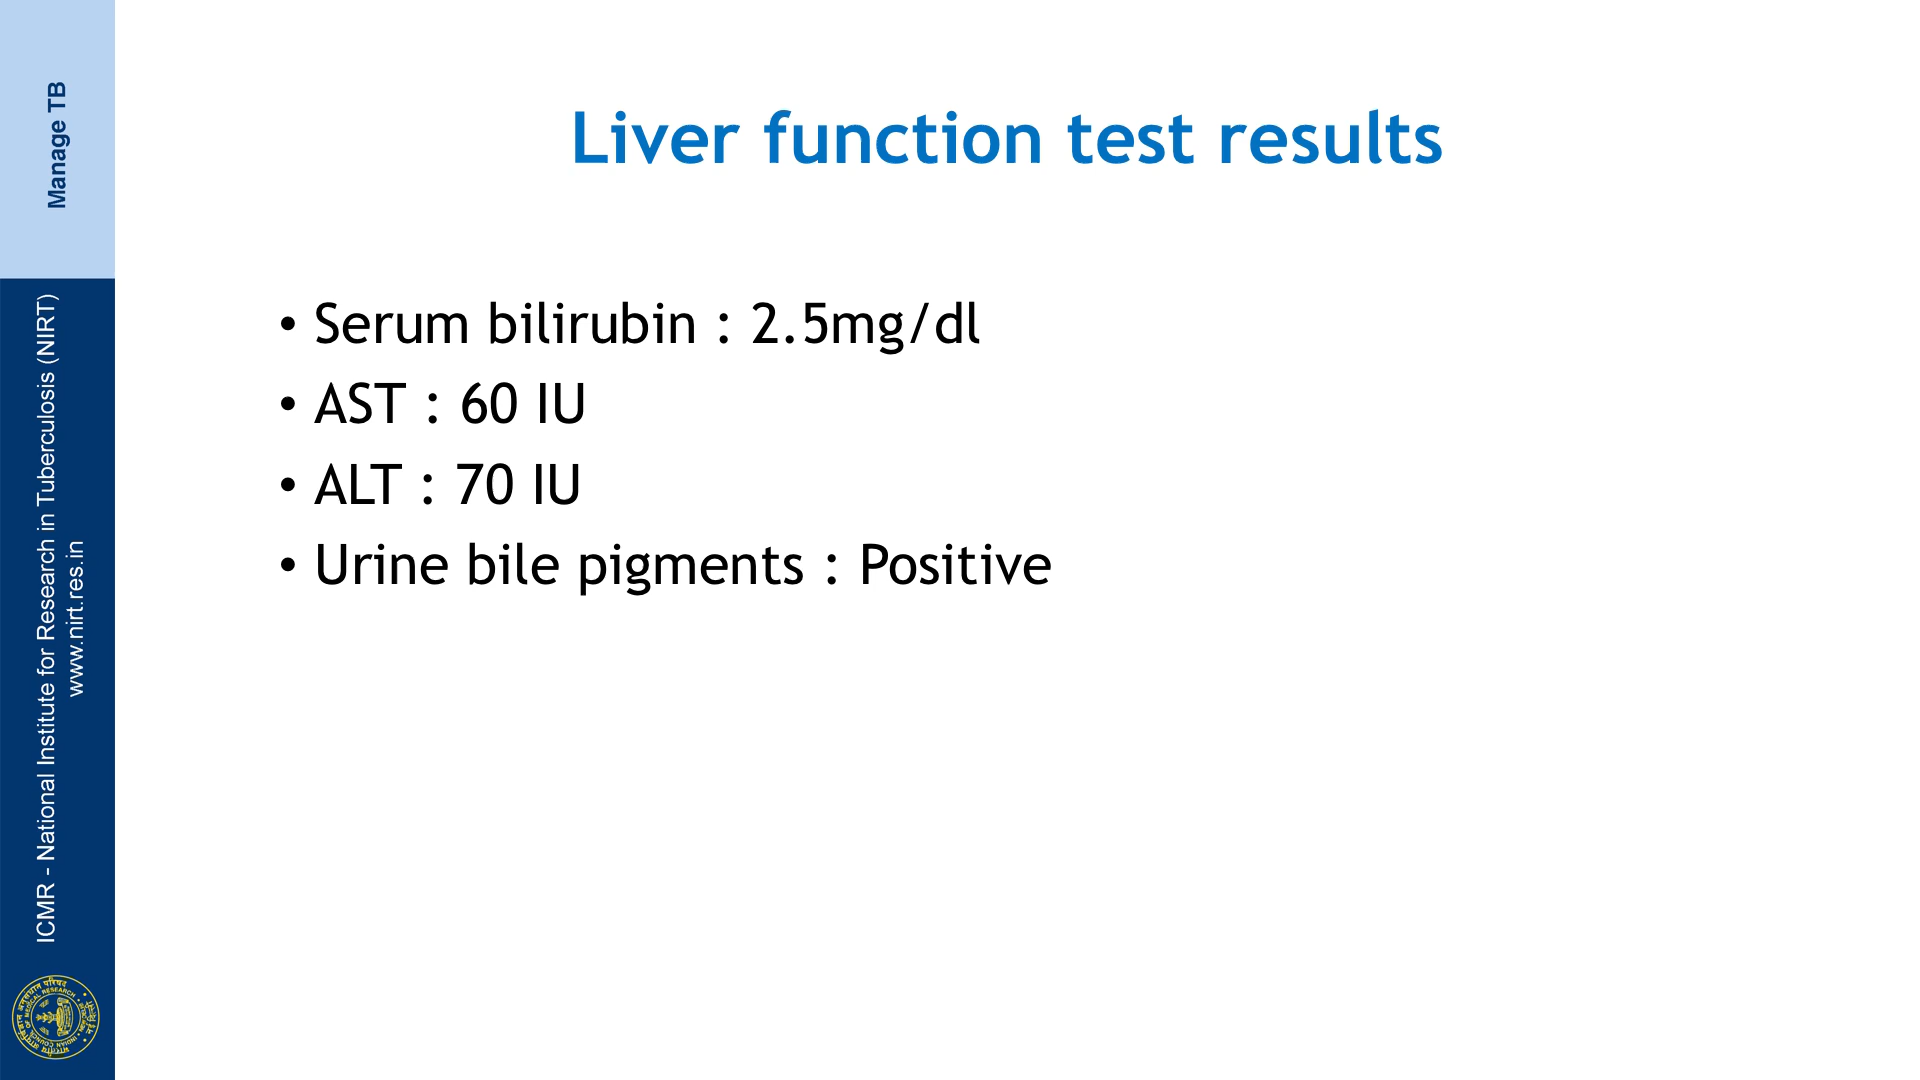 Manage TB
ICMR - National Institute for Research in Tuberculosis (NIRT)
www.nirt.res.in
Liver function test results
• Serum bilirubin : 2.5mg/dl
• AST : 60 IU
• ALT : 70 IU
• Urine bile pigments : Positive